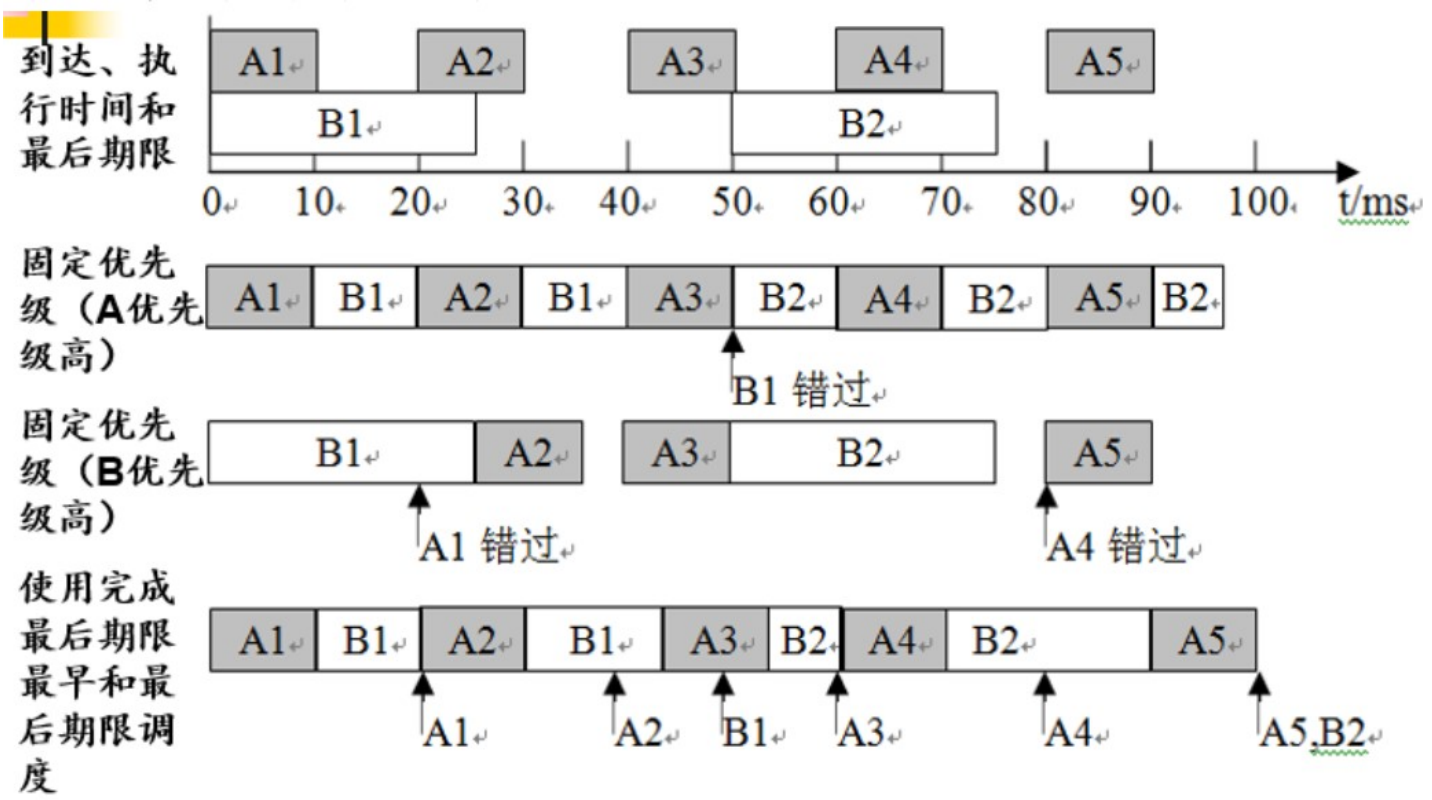 到达、执
行时间和
最后期限
A1 A2 A3 A4 A5
B1 B2
0 10 20 30 40 50 60 70 80 90 100 t/ms
固定优先
级（A优先
级高）
A1 B1 A2 B1 A3 B2 A4 B2 A5 B2
B1 错过
固定优先
级（B优先
级高）
B1 A2 A3 B2 A5
A1 错过 A4 错过
使用完成
最后期限
最早和最
后期限调
度
A1 B1 A2 B1 A3 B2 A4 B2 A5
A1 A2 B1 A3 A4 A5,B2